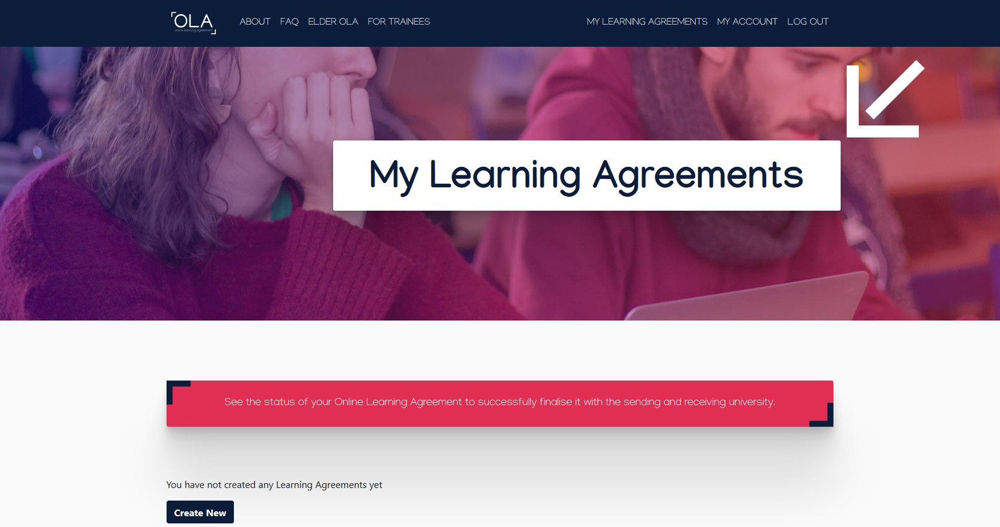 OLA
online learning agreement
ABOUT FAQ ELDER OLA FOR TRAINEES MY LEARNING AGREEMENTS MY ACCOUNT LOG OUT
My Learning Agreements
See the status of your Online Learning Agreement to successfully finalise it with the sending and receiving university.
You have not created any Learning Agreements yet
Create New